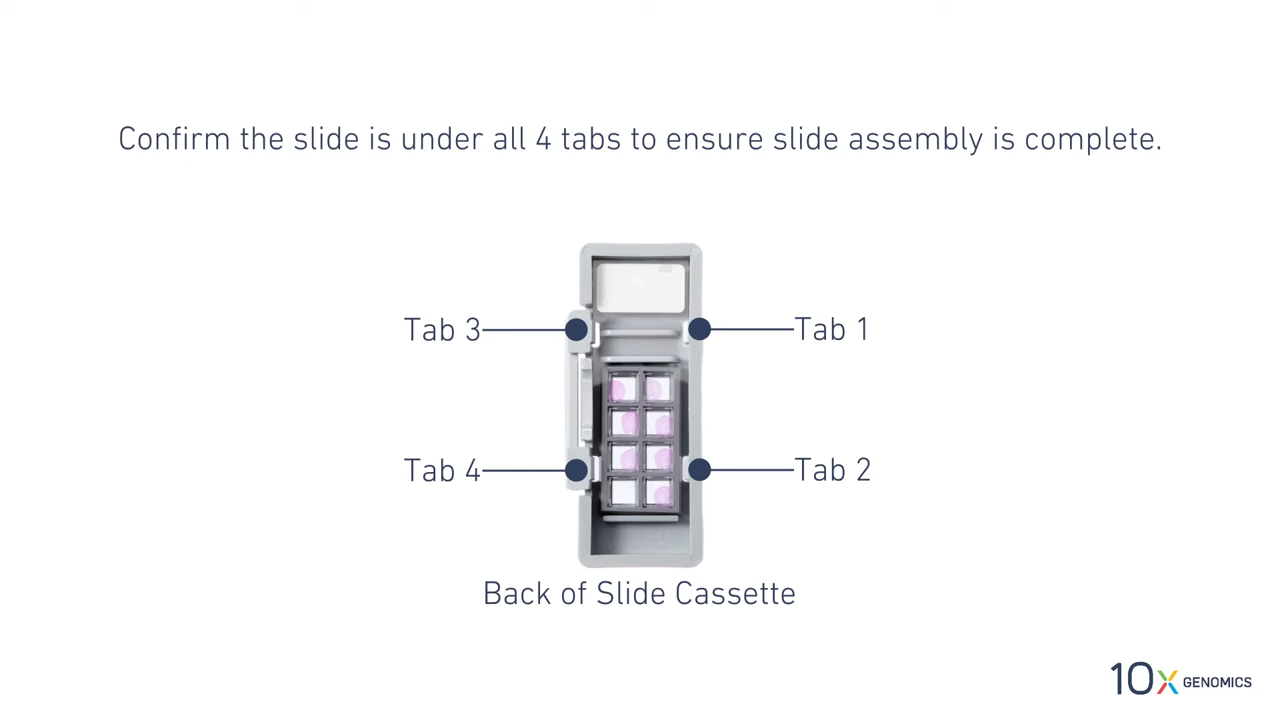 Confirm the slide is under all 4 tabs to ensure slide assembly is complete.
Tab 3
Tab 1
Tab 4
Tab 2
Back of Slide Cassette
10X GENOMICS